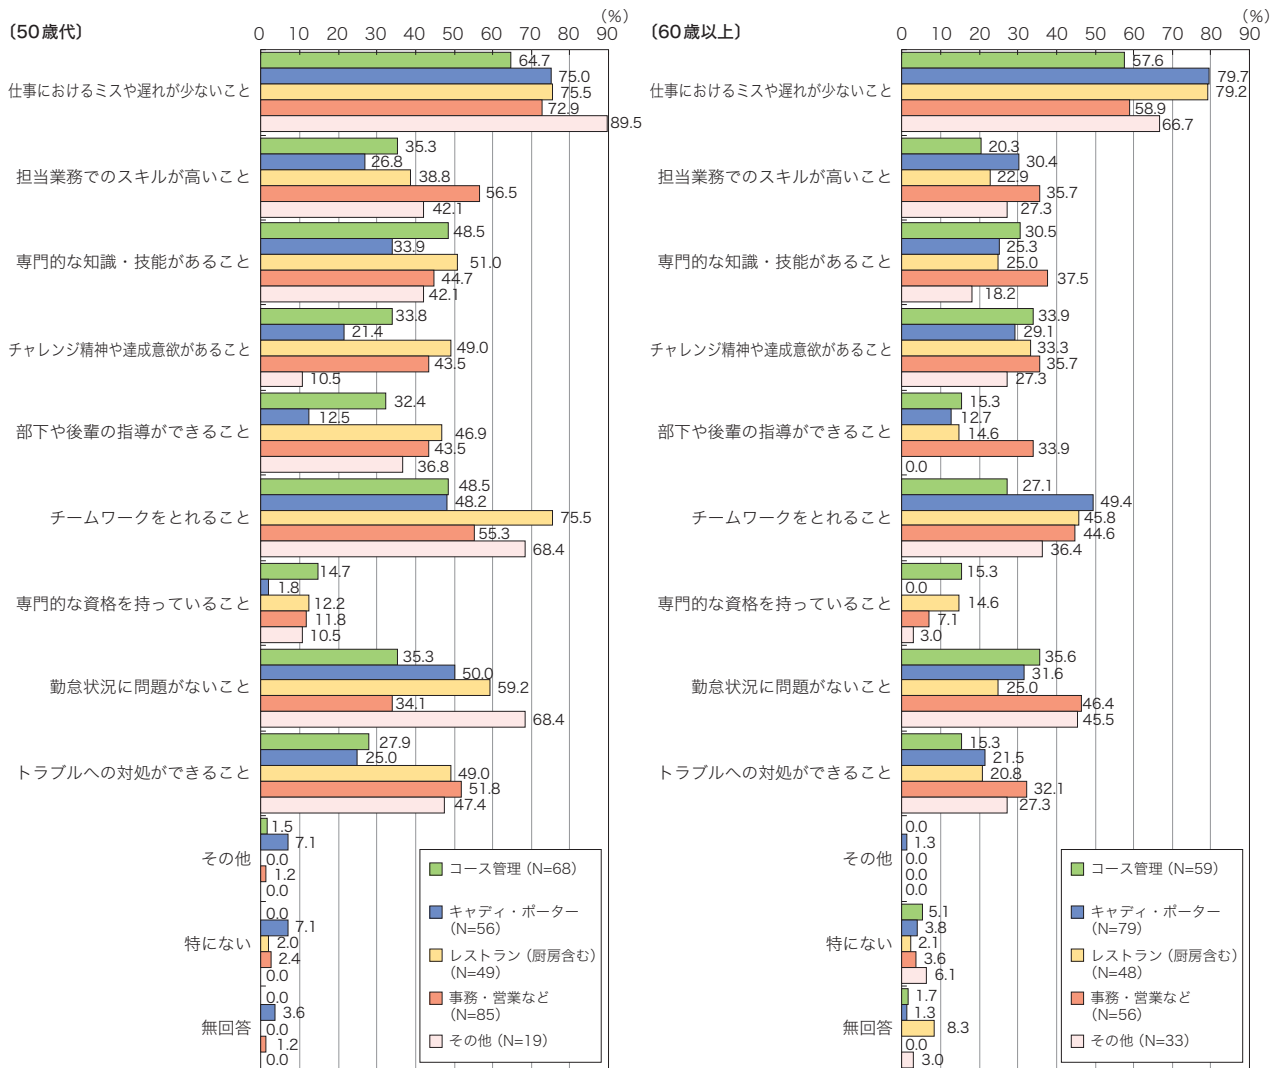 〔50歳代〕
（％）
0 10 20 30 40 50 60 70 80 90
仕事におけるミスや遅れが少ないこと
64.7
75.0
75.5
72.9
89.5
担当業務でのスキルが高いこと
35.3
26.8
38.8
56.5
42.1
専門的な知識・技能があること
48.5
33.9
51.0
44.7
42.1
チャレンジ精神や達成意欲があること
33.8
21.4
49.0
43.5
10.5
部下や後輩の指導ができること
32.4
12.5
46.9
43.5
36.8
チームワークをとれること
48.5
48.2
75.5
55.3
68.4
専門的な資格を持っていること
14.7
1.8
12.2
11.8
10.5
勤怠状況に問題がないこと
35.3
50.0
59.2
34.1
68.4
トラブルへの対処ができること
27.9
25.0
49.0
51.8
47.4
その他
1.5
7.1
0.0
1.2
0.0
特にない
0.0
7.1
2.0
2.4
0.0
無回答
0.0
3.6
0.0
1.2
0.0
コース管理（N=68）
キャディ・ポーター
（N=56）
レストラン（厨房含む）
（N=49）
事務・営業など
（N=85）
その他（N=19）
〔60歳以上〕
（％）
0 10 20 30 40 50 60 70 80 90
仕事におけるミスや遅れが少ないこと
57.6
79.7
79.2
58.9
66.7
担当業務でのスキルが高いこと
20.3
30.4
22.9
35.7
27.3
専門的な知識・技能があること
30.5
25.3
25.0
37.5
18.2
チャレンジ精神や達成意欲があること
33.9
29.1
33.3
35.7
27.3
部下や後輩の指導ができること
15.3
12.7
14.6
33.9
0.0
チームワークをとれること
27.1
49.4
45.8
44.6
36.4
専門的な資格を持っていること
15.3
0.0
14.6
7.1
3.0
勤怠状況に問題がないこと
35.6
31.6
25.0
46.4
45.5
トラブルへの対処ができること
15.3
21.5
20.8
32.1
27.3
その他
0.0
1.3
0.0
0.0
0.0
特にない
5.1
3.8
2.1
3.6
6.1
無回答
1.7
1.3
8.3
0.0
3.0
コース管理（N=59）
キャディ・ポーター
（N=79）
レストラン（厨房含む）
（N=48）
事務・営業など
（N=56）
その他（N=33）